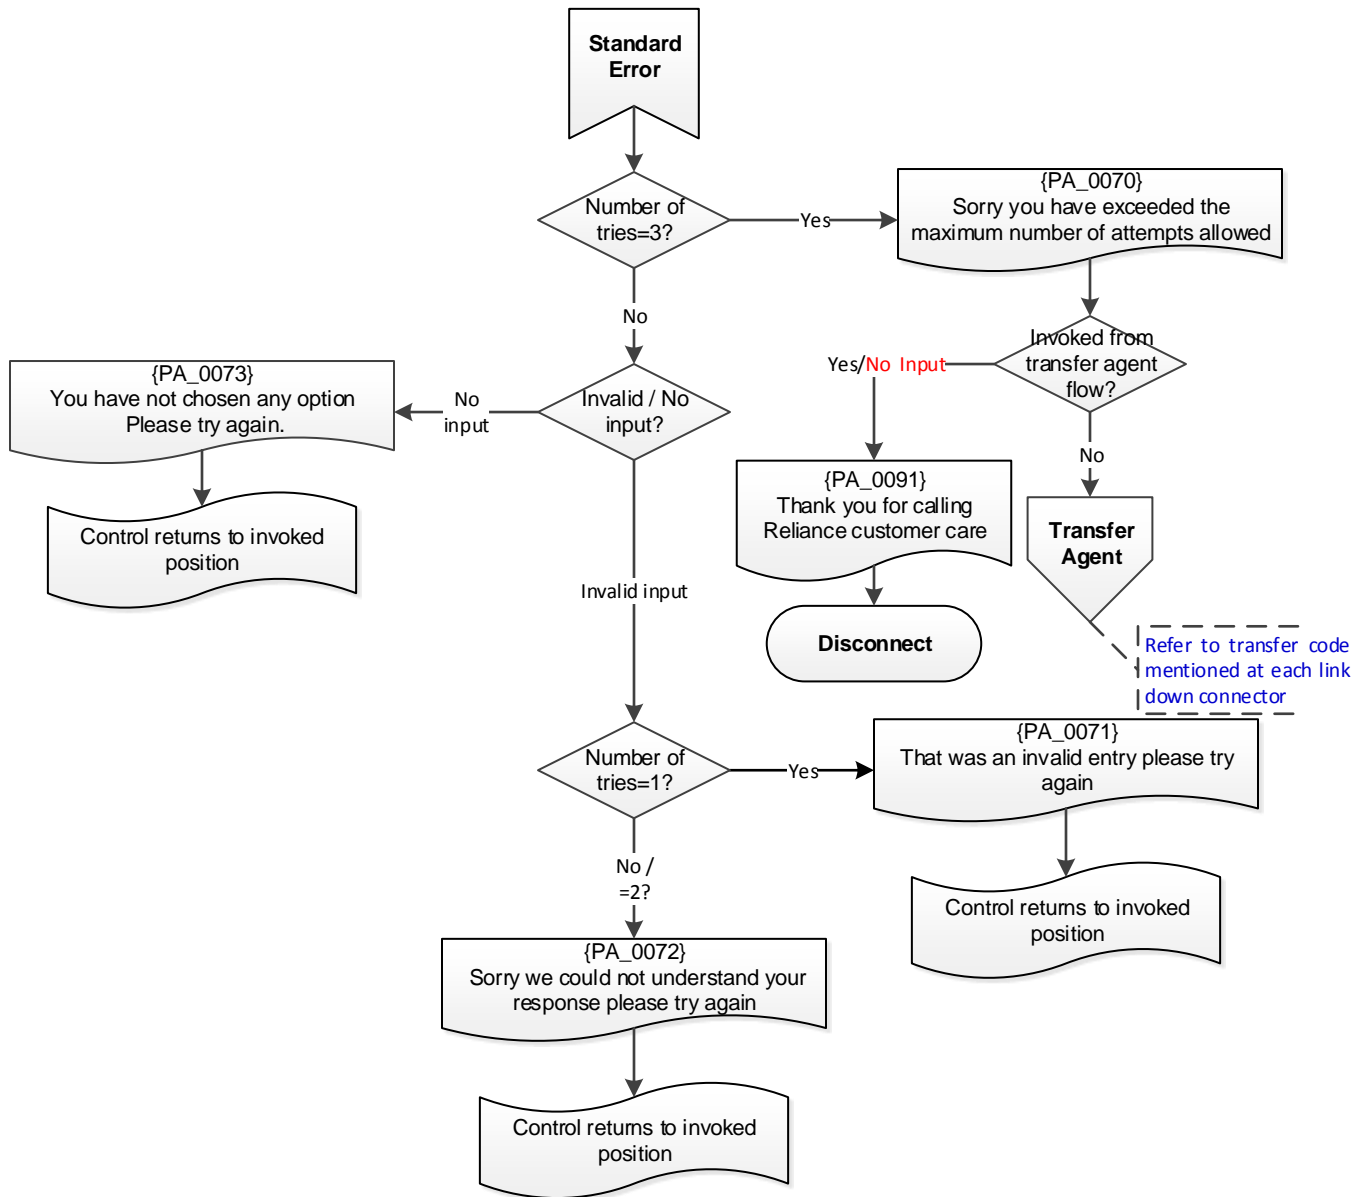 Standard
Error
Number of
tries=3?
Yes
{PA_0070}
Sorry you have exceeded the
maximum number of attempts allowed
No
Invoked from
transfer agent
flow?
Yes/No Input
No
{PA_0073}
You have not chosen any option
Please try again.
No
input
Invalid / No
input?
{PA_0091}
Thank you for calling
Reliance customer care
Transfer
Agent
Control returns to invoked
position
Invalid input
Disconnect
Refer to transfer code
mentioned at each link
down connector
Number of
tries=1?
Yes
{PA_0071}
That was an invalid entry please try
again
No /
=2?
Control returns to invoked
position
{PA_0072}
Sorry we could not understand your
response please try again
Control returns to invoked
position